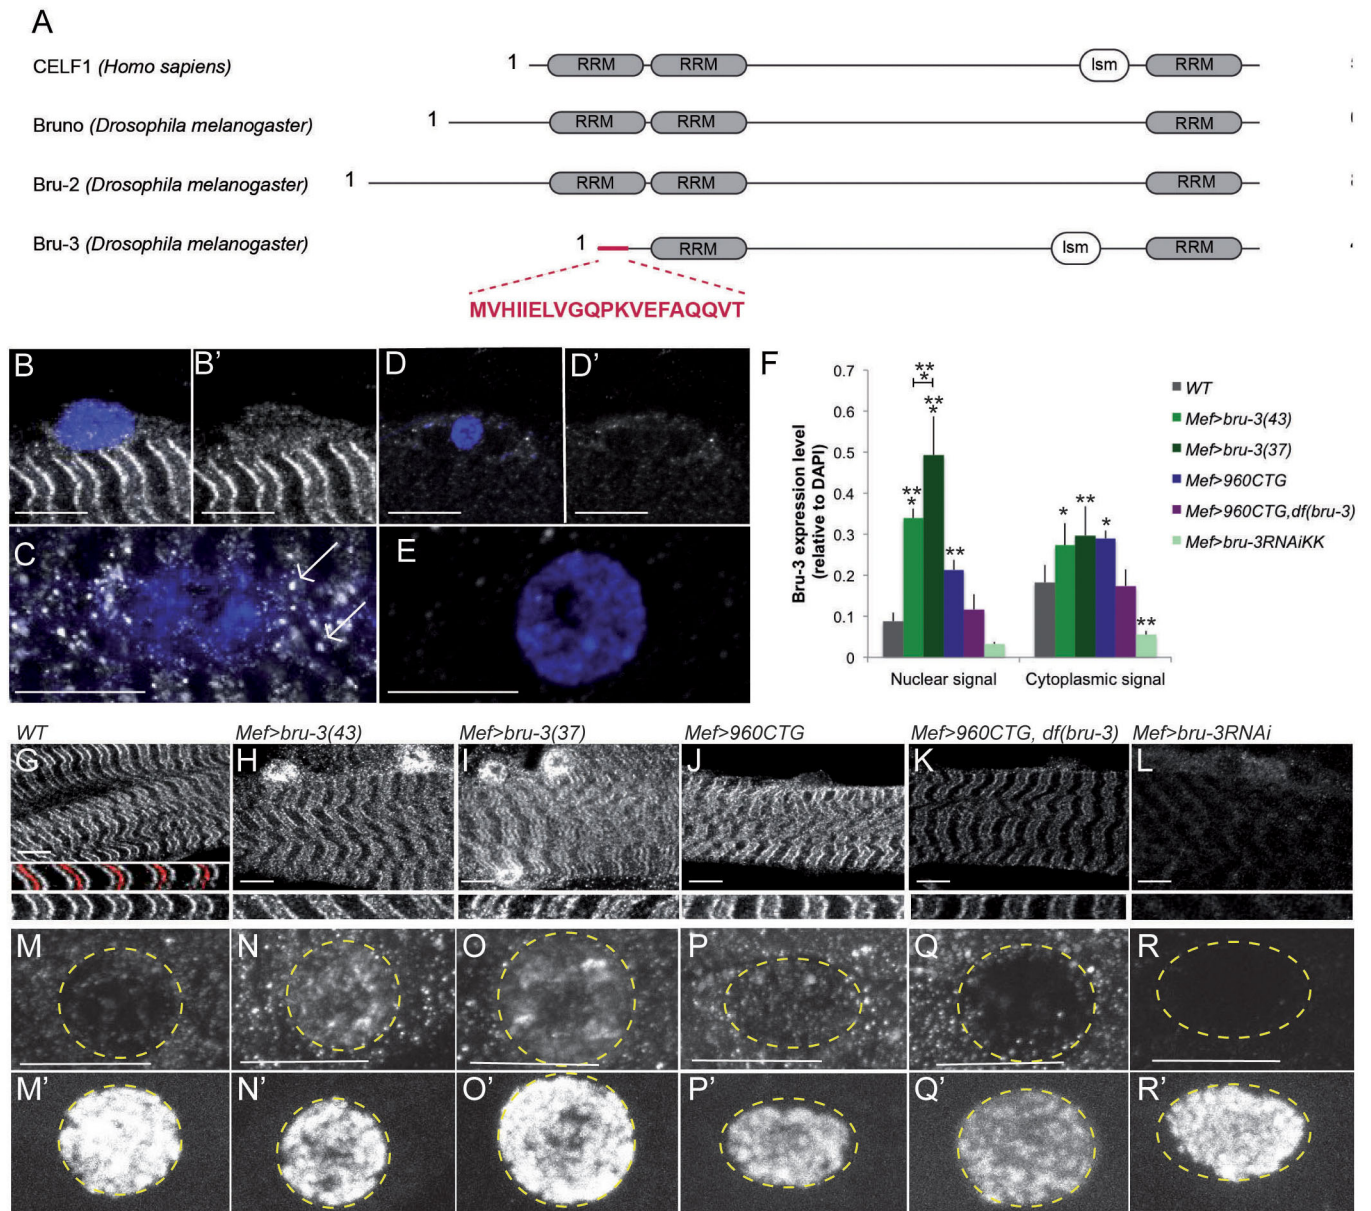 A
CELF1 (Homo sapiens) 1 RRM RRM lsm RRM
Bruno (Drosophila melanogaster) 1 RRM RRM RRM
Bru-2 (Drosophila melanogaster) 1 RRM RRM RRM
Bru-3 (Drosophila melanogaster) 1 RRM lsm RRM
MVHIIELVGQPKVEFAQQVT
B B' D D' F
C E
Bru-3 expression level
(relative to DAPI)
0.7
0.6
0.5
0.4
0.3
0.2
0.1
0
***
*** *** ** * ** * **
Nuclear signal Cytoplasmic signal
WT
Mef>bru-3(43)
Mef>bru-3(37)
Mef>960CTG
Mef>960CTG,df(bru-3)
Mef>bru-3RNAiKK
WT Mef>bru-3(43) Mef>bru-3(37) Mef>960CTG Mef>960CTG, df(bru-3) Mef>bru-3RNAi
G H I J K L
M N O P Q R
M' N' O' P' Q' R'